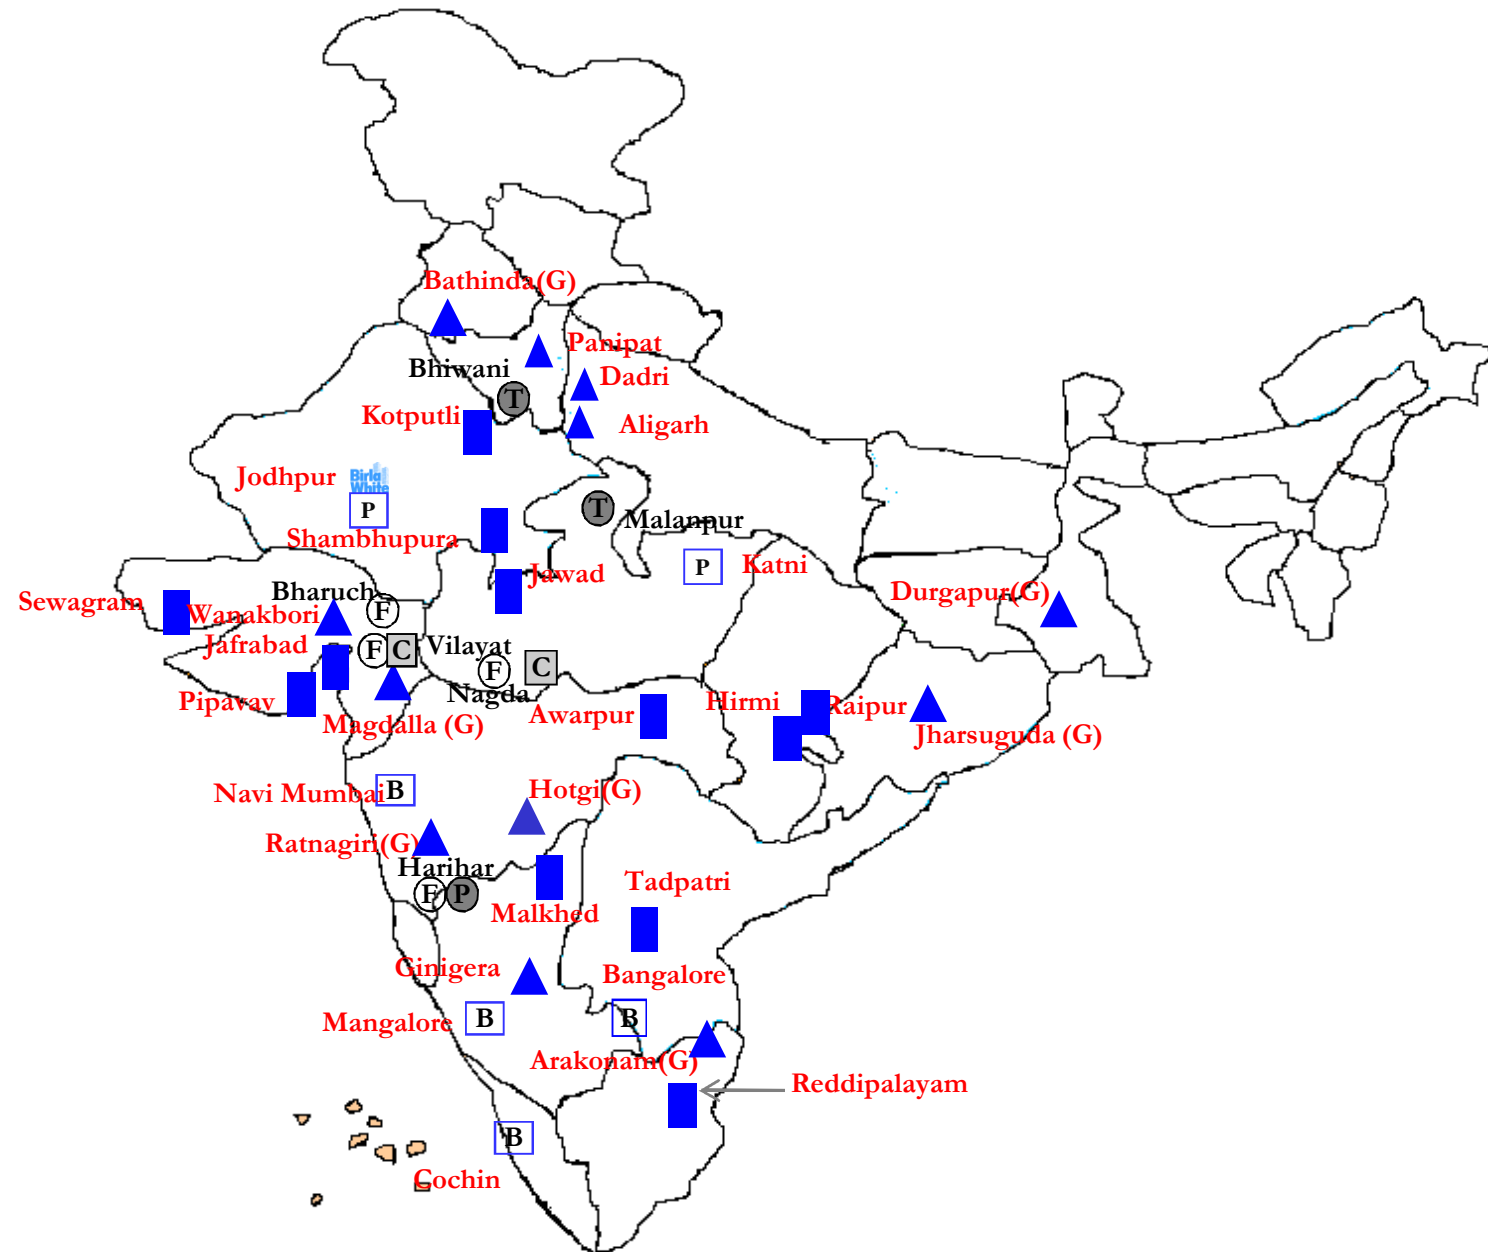 Bathinda(G)
Panipat
Bhiwani
Dadri
T
Kotputli
Aligarh
Jodhpur
Birla
White
P
T
Malanpur
Shambhupura
P
Katni
Jawad
Bharuch
Durgapur(G)
Sewagram
Wanakbori
F
Jafrabad
F
C
Vilayat
F
C
Nagda
Pipavav
Hirmi
Raipur
Awarpur
Magdalla (G)
Jharsuguda (G)
Navi Mumbai
B
Hotgi(G)
Ratnagiri(G)
Harihar
F
P
Tadpatri
Malkhed
Ginigera
Bangalore
Mangalore
B
B
Arakonam(G)
Reddipalayam
B
Cochin